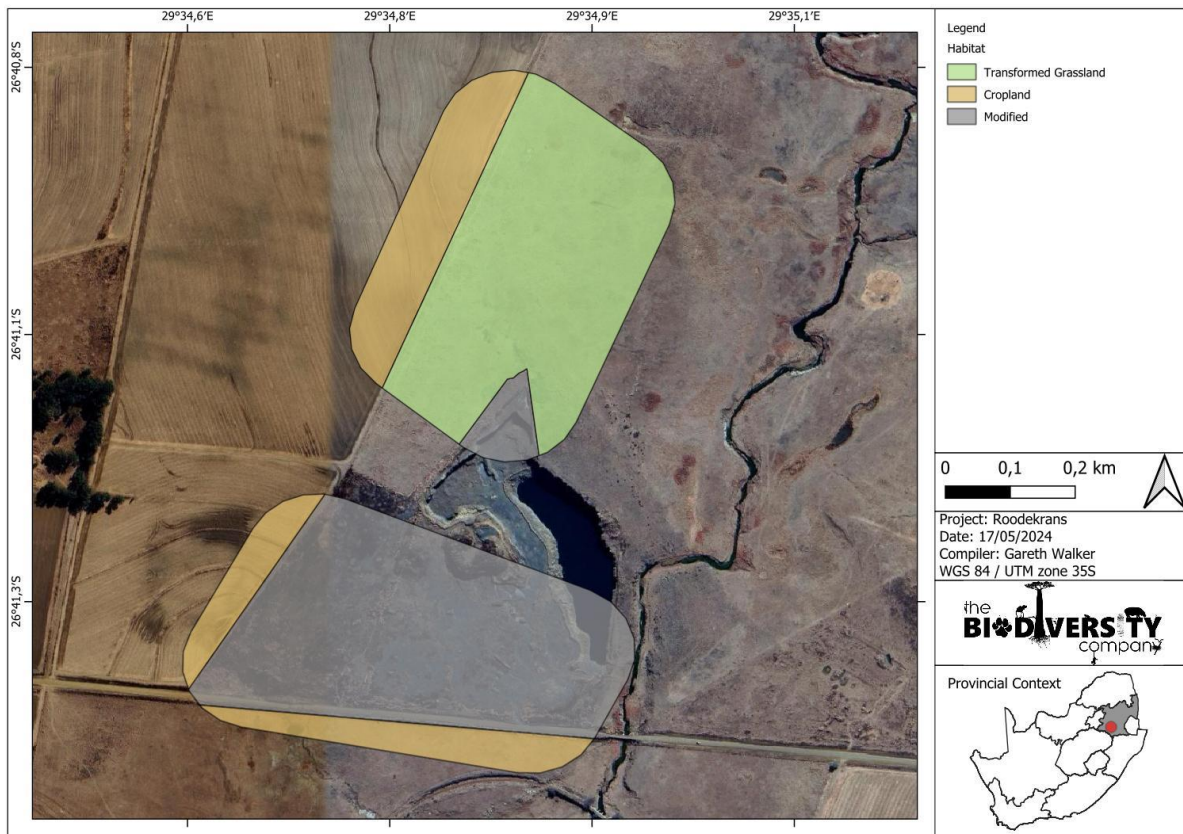 29°34,6'E
29°34,8'E
29°34,9'E
29°35,1'E
26°40,8'S
26°41,1'S
26°41,3'S
Legend
Habitat
Transformed Grassland
Cropland
Modified
0 0,1 0,2 km
Project: Roodekrans
Date: 17/05/2024
Compiler: Gareth Walker
WGS 84 / UTM zone 35S
the
BIODIVERSITY
company
Provincial Context